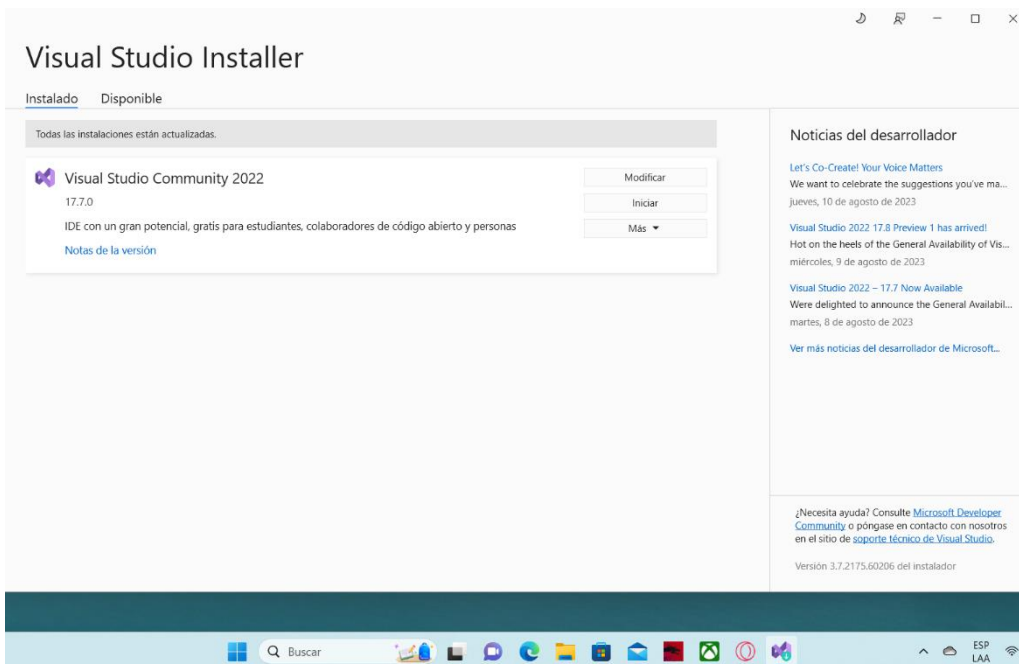 Visual Studio Installer
Instalado Disponible
Todas las instalaciones están actualizadas.
Visual Studio Community 2022
17.7.0
IDE con un gran potencial, gratis para estudiantes, colaboradores de código abierto y personas
Notas de la versión
Modificar
Iniciar
Más
Noticias del desarrollador
Let's Co-Create! Your Voice Matters
We want to celebrate the suggestions you've ma...
jueves, 10 de agosto de 2023
Visual Studio 2022 17.8 Preview 1 has arrived!
Hot on the heels of the General Availability of Vis...
miércoles, 9 de agosto de 2023
Visual Studio 2022 – 17.7 Now Available
Were delighted to announce the General Availabil...
martes, 8 de agosto de 2023
Ver más noticias del desarrollador de Microsoft...
¿Necesita ayuda? Consulte Microsoft Developer
Community o póngase en contacto con nosotros
en el sitio de soporte técnico de Visual Studio.
Versión 3.7.2175.60206 del instalador
Buscar
ESP
LAA